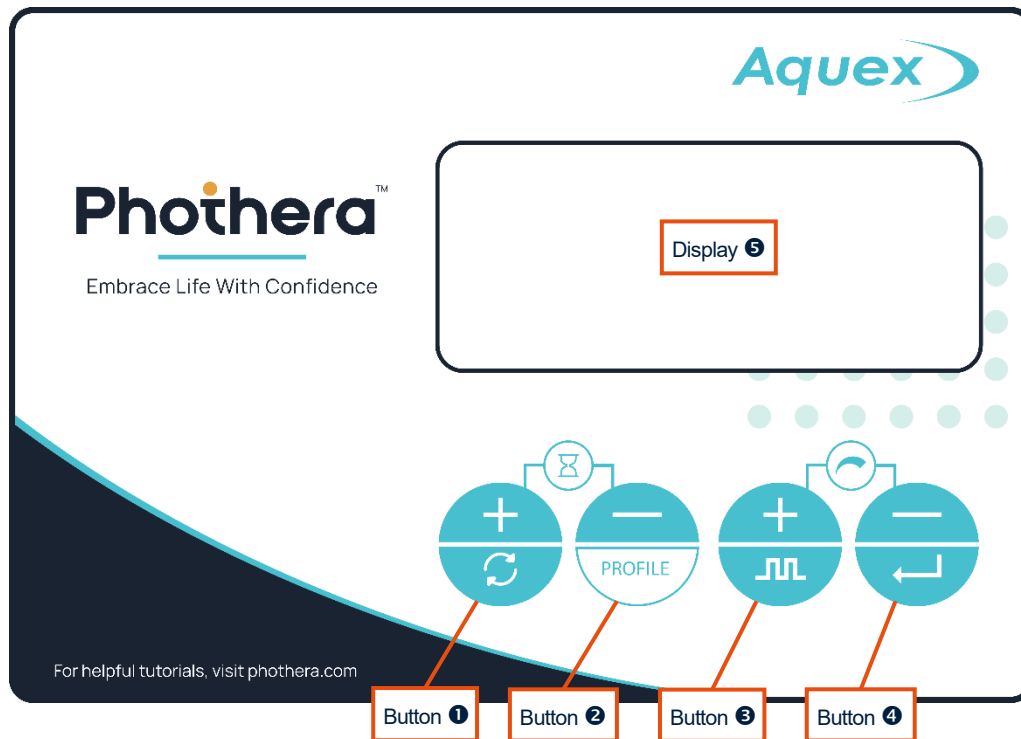 Aquex
Phothera™
Embrace Life With Confidence
Display ❺
+ — + —
PROFILE
For helpful tutorials, visit phothera.com
Button ❶
Button ❷
Button ❸
Button ❹